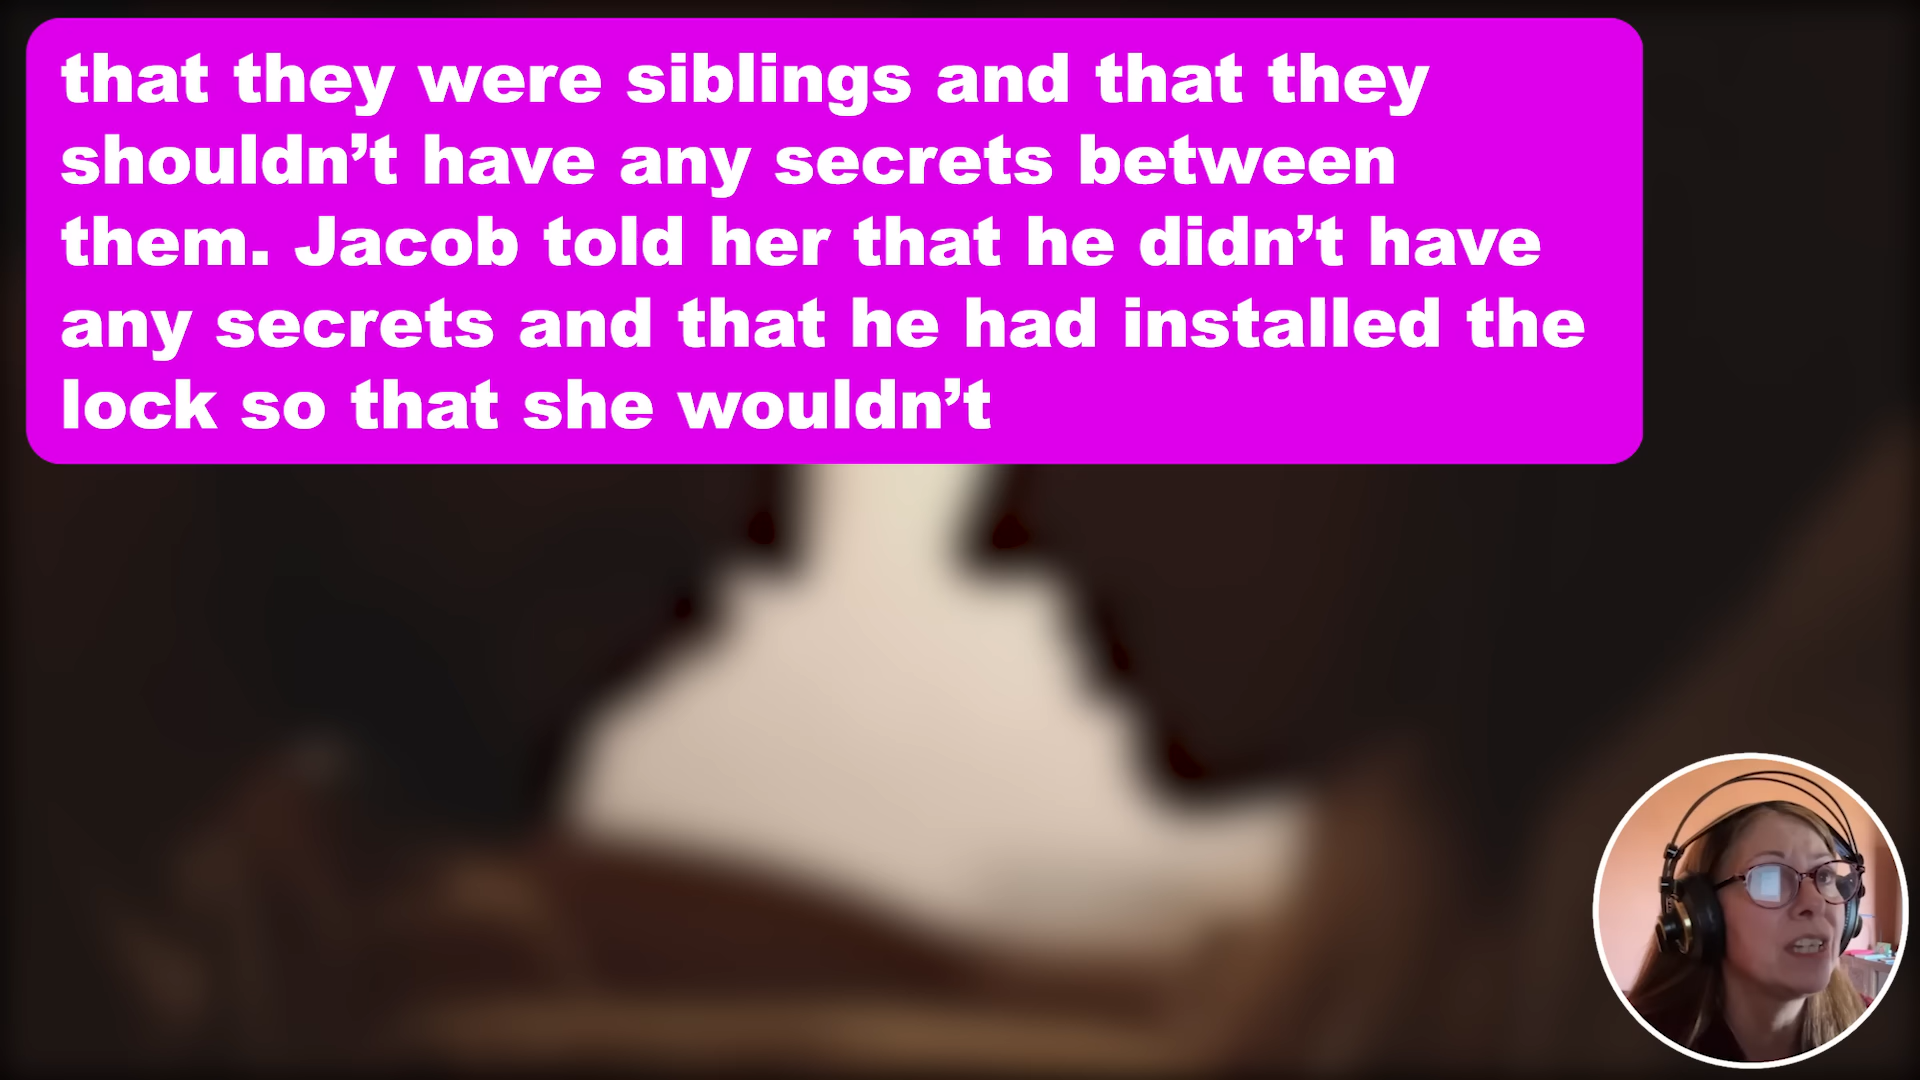 that they were siblings and that they
shouldn’t have any secrets between
them. Jacob told her that he didn’t have
any secrets and that he had installed the
lock so that she wouldn’t